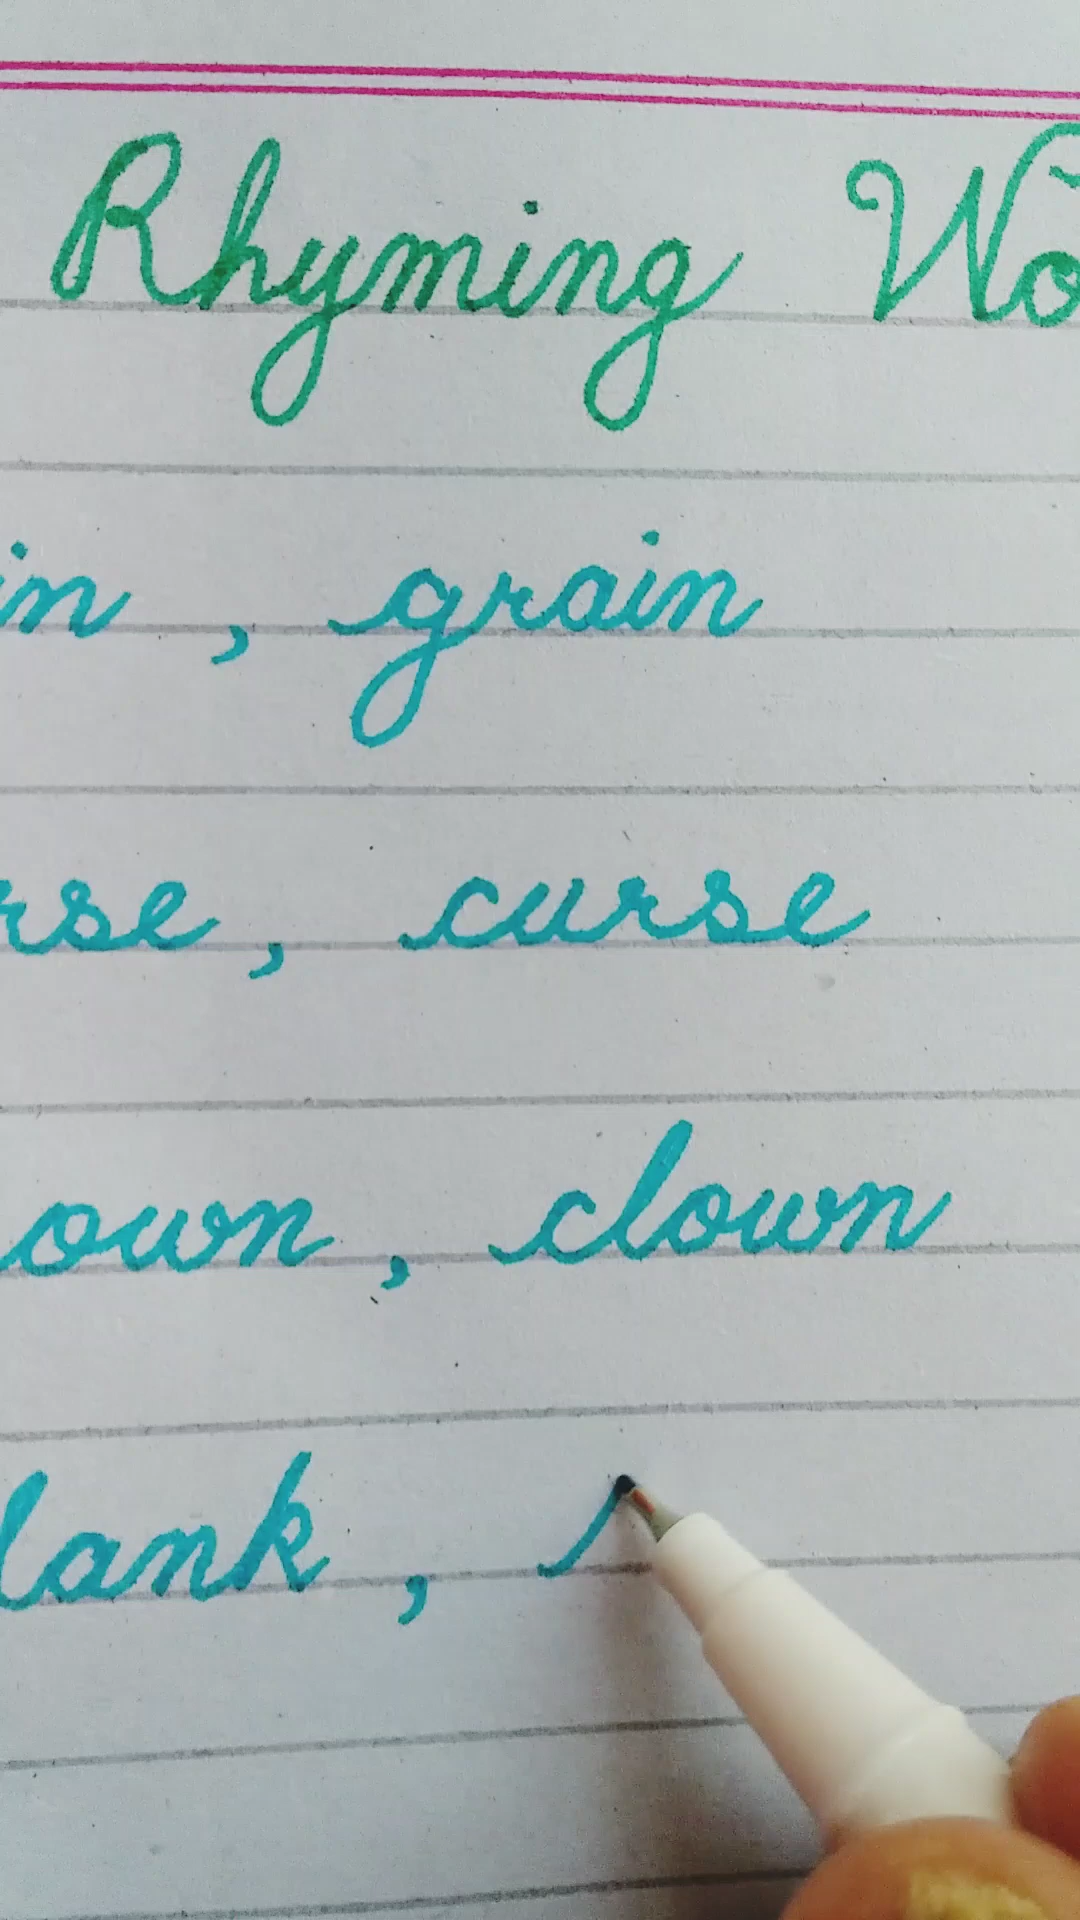 Rhyming Wo
in , grain
rse , curse
own , clown
lank ,